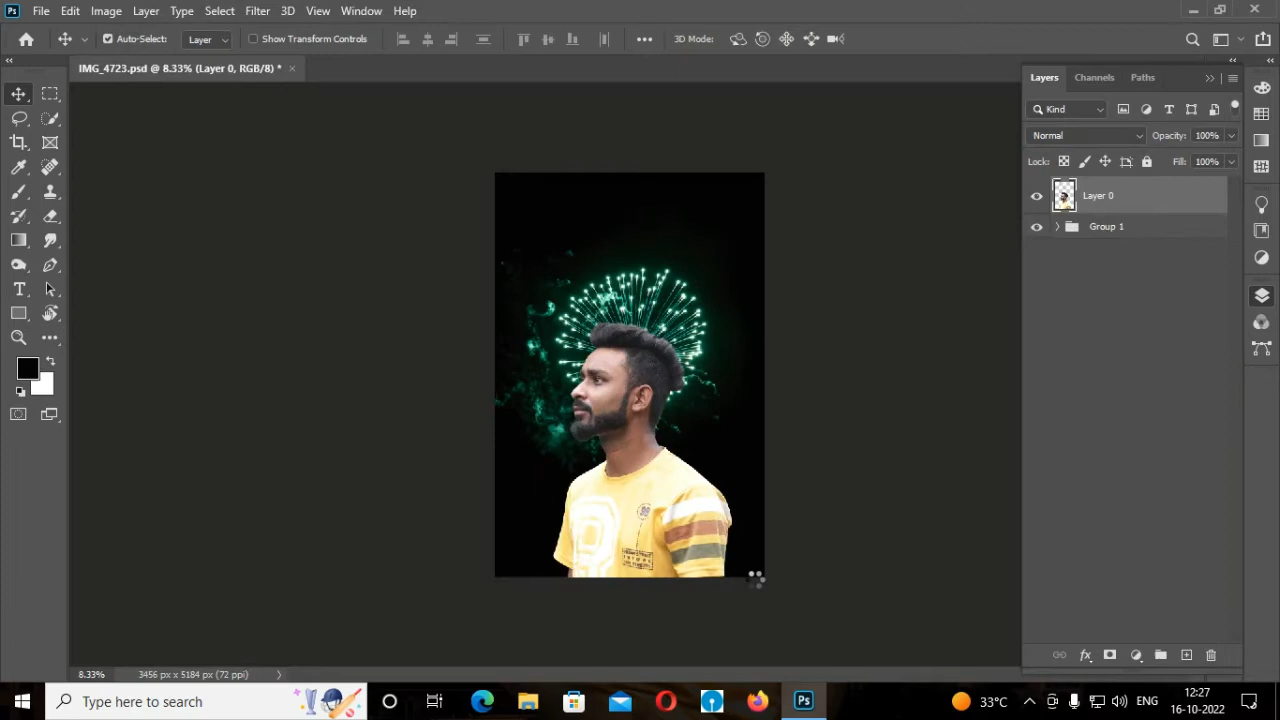 Ps File Edit Image Layer Type Select Filter 3D View Window Help
Auto-Select: Layer Show Transform Controls 3D Mode:
IMG_4723.psd @ 8.33% (Layer 0, RGB/8) *
Layers Channels Paths
Kind
Normal Opacity: 100%
Lock: Fill: 100%
Layer 0
Group 1
8.33% 3456 px x 5184 px (72 ppi)
Type here to search
Ps
33°C
ENG
12:27
16-10-2022